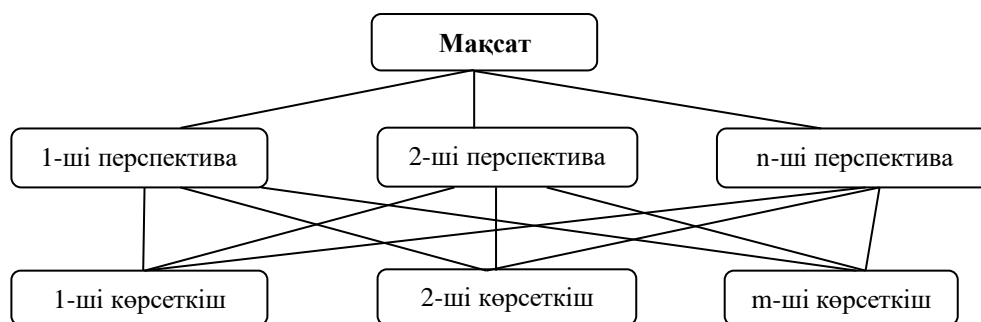 Мақсат
1-ші перспектива
2-ші перспектива
n-ші перспектива
1-ші көрсеткіш
2-ші көрсеткіш
m-ші көрсеткіш